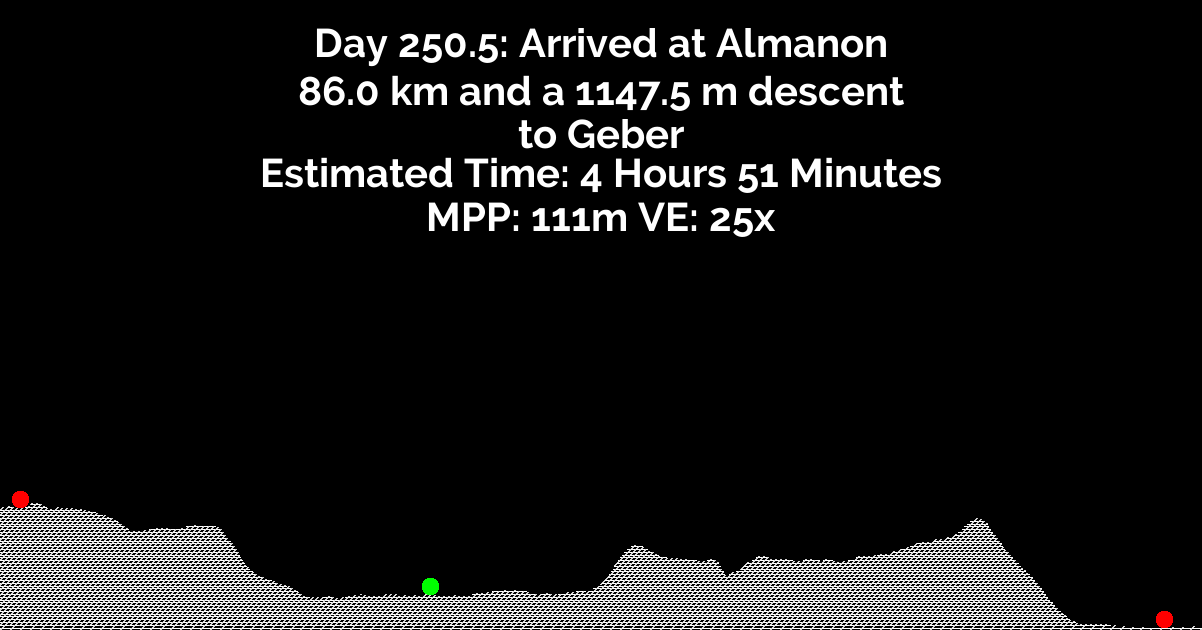 Day 250.5: Arrived at Almanon
86.0 km and a 1147.5 m descent
to Geber
Estimated Time: 4 Hours 51 Minutes
MPP: 111m VE: 25x